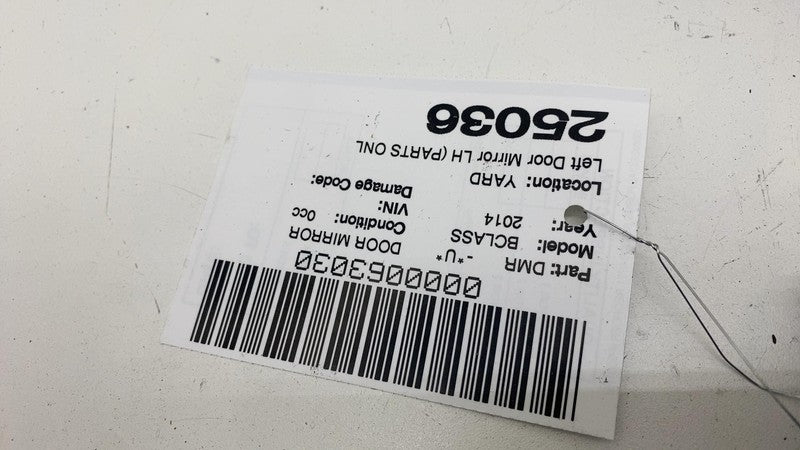 0000063030
Part: DMR -*U* DOOR MIRROR
Model: BCLASS Condition: 0cc
Year: 2014 VIN:
Damage Code:
Location: YARD
Left Door Mirror LH (PARTS ONL
25036